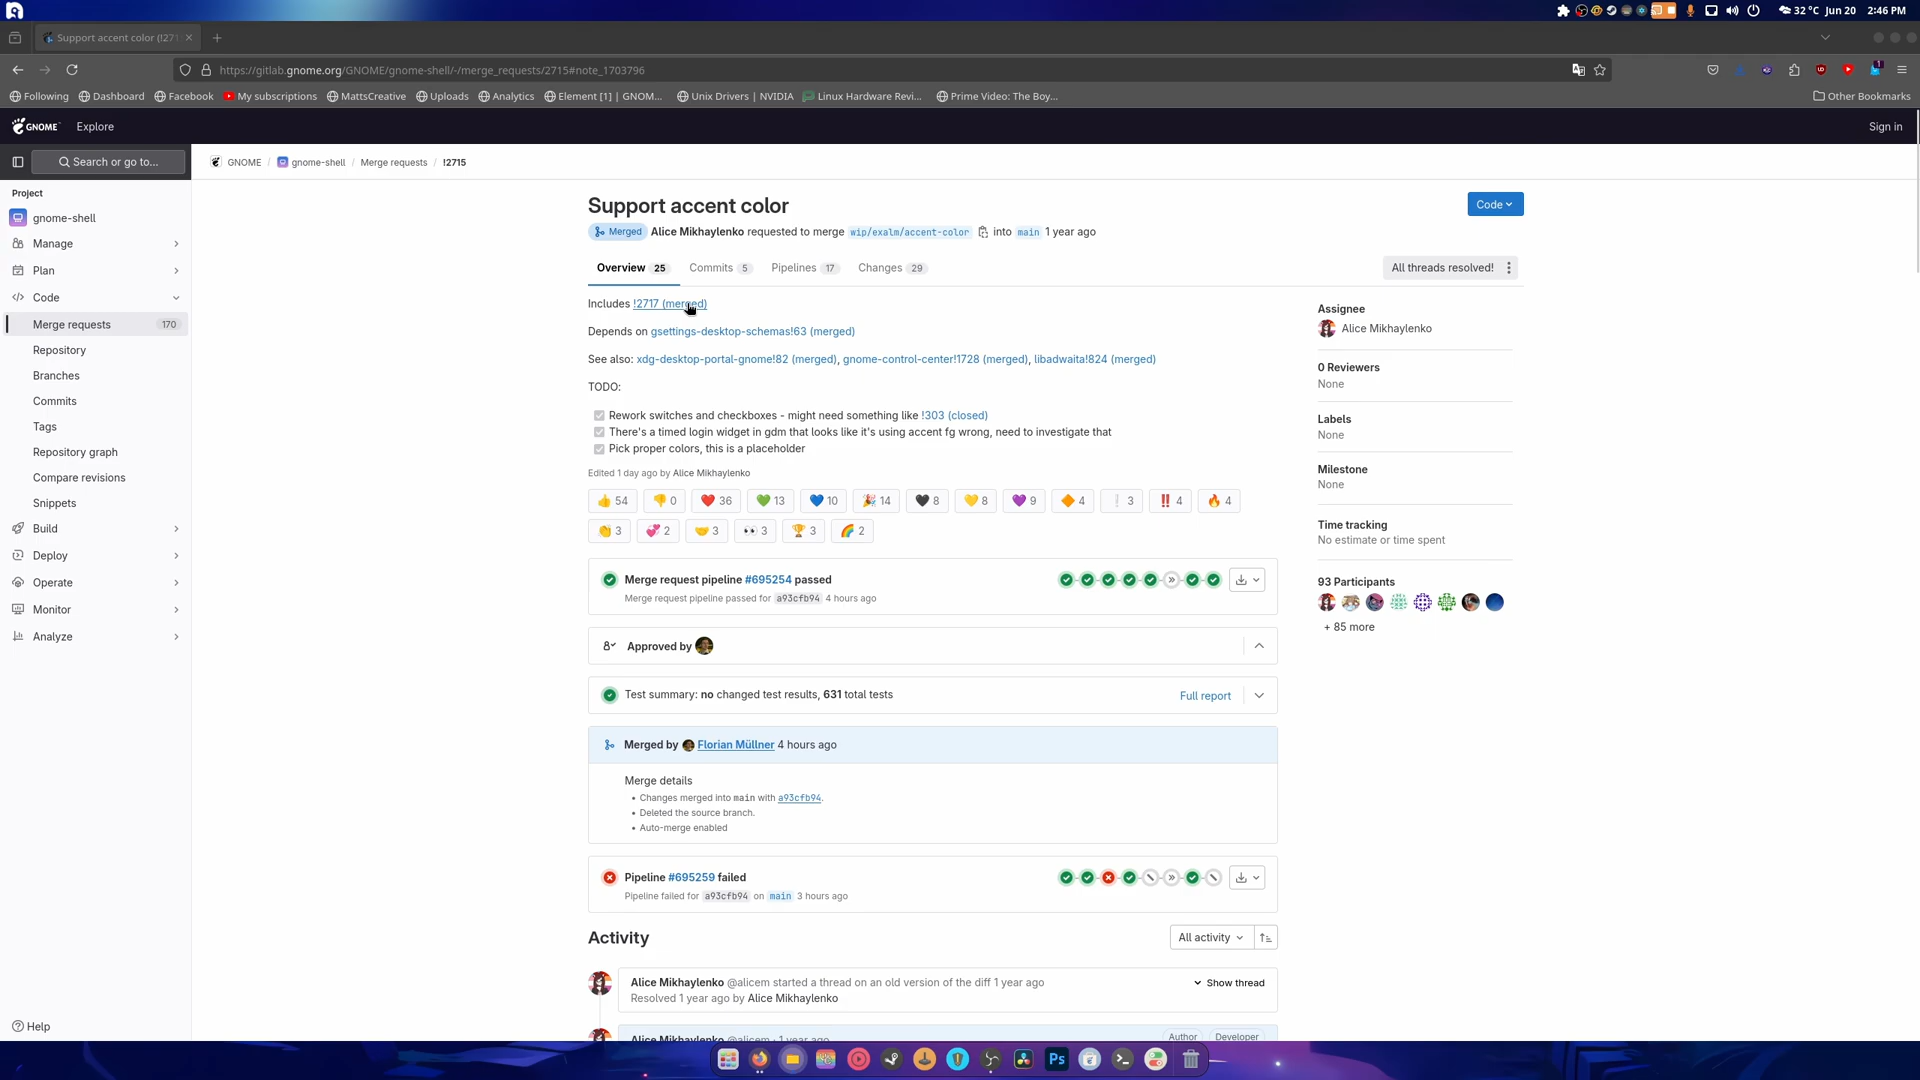 32 °C Jun 20 2:46 PM
Support accent color (!271
https://gitlab.gnome.org/GNOME/gnome-shell/-/merge_requests/2715#note_1703796
Following Dashboard Facebook My subscriptions MattsCreative Uploads Analytics Element [1] | GNOM... Unix Drivers | NVIDIA Linux Hardware Revi... Prime Video: The Boy... Other Bookmarks
GNOME Explore Sign in
Search or go to...
GNOME / gnome-shell / Merge requests / !2715
Project
gnome-shell
Manage
Plan
Code
Merge requests 170
Repository
Branches
Commits
Tags
Repository graph
Compare revisions
Snippets
Build
Deploy
Operate
Monitor
Analyze
Help
Support accent color
Code
Merged Alice Mikhaylenko requested to merge wip/exalm/accent-color into main 1 year ago
Overview 25 Commits 5 Pipelines 17 Changes 29
All threads resolved!
Includes !2717 (merged)
Depends on gsettings-desktop-schemas!63 (merged)
See also: xdg-desktop-portal-gnome!82 (merged), gnome-control-center!1728 (merged), libadwaita!824 (merged)
TODO:
Rework switches and checkboxes - might need something like !303 (closed)
There's a timed login widget in gdm that looks like it's using accent fg wrong, need to investigate that
Pick proper colors, this is a placeholder
Edited 1 day ago by Alice Mikhaylenko
54 0 36 13 10 14 8 8 9 4 3 4 4
3 2 3 3 3 2
Merge request pipeline #695254 passed
Merge request pipeline passed for a93cfb94 4 hours ago
Approved by
Test summary: no changed test results, 631 total tests
Full report
Merged by Florian Müllner 4 hours ago
Merge details
• Changes merged into main with a93cfb94.
• Deleted the source branch.
• Auto-merge enabled
Pipeline #695259 failed
Pipeline failed for a93cfb94 on main 3 hours ago
Activity
All activity
Alice Mikhaylenko @alicem started a thread on an old version of the diff 1 year ago
Show thread
Resolved 1 year ago by Alice Mikhaylenko
Alice Mikhaylenko @alicem · 1 year ago
Author Developer
Assignee
Alice Mikhaylenko
0 Reviewers
None
Labels
None
Milestone
None
Time tracking
No estimate or time spent
93 Participants
+ 85 more
Ps